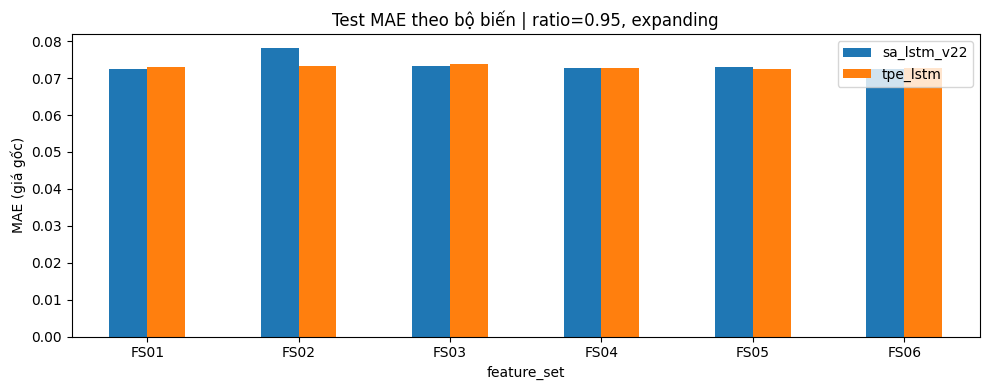 Test MAE theo bộ biến | ratio=0.95, expanding
sa_lstm_v22
tpe_lstm
MAE (giá gốc)
0.08
0.07
0.06
0.05
0.04
0.03
0.02
0.01
0.00
FS01 FS02 FS03 FS04 FS05 FS06
feature_set